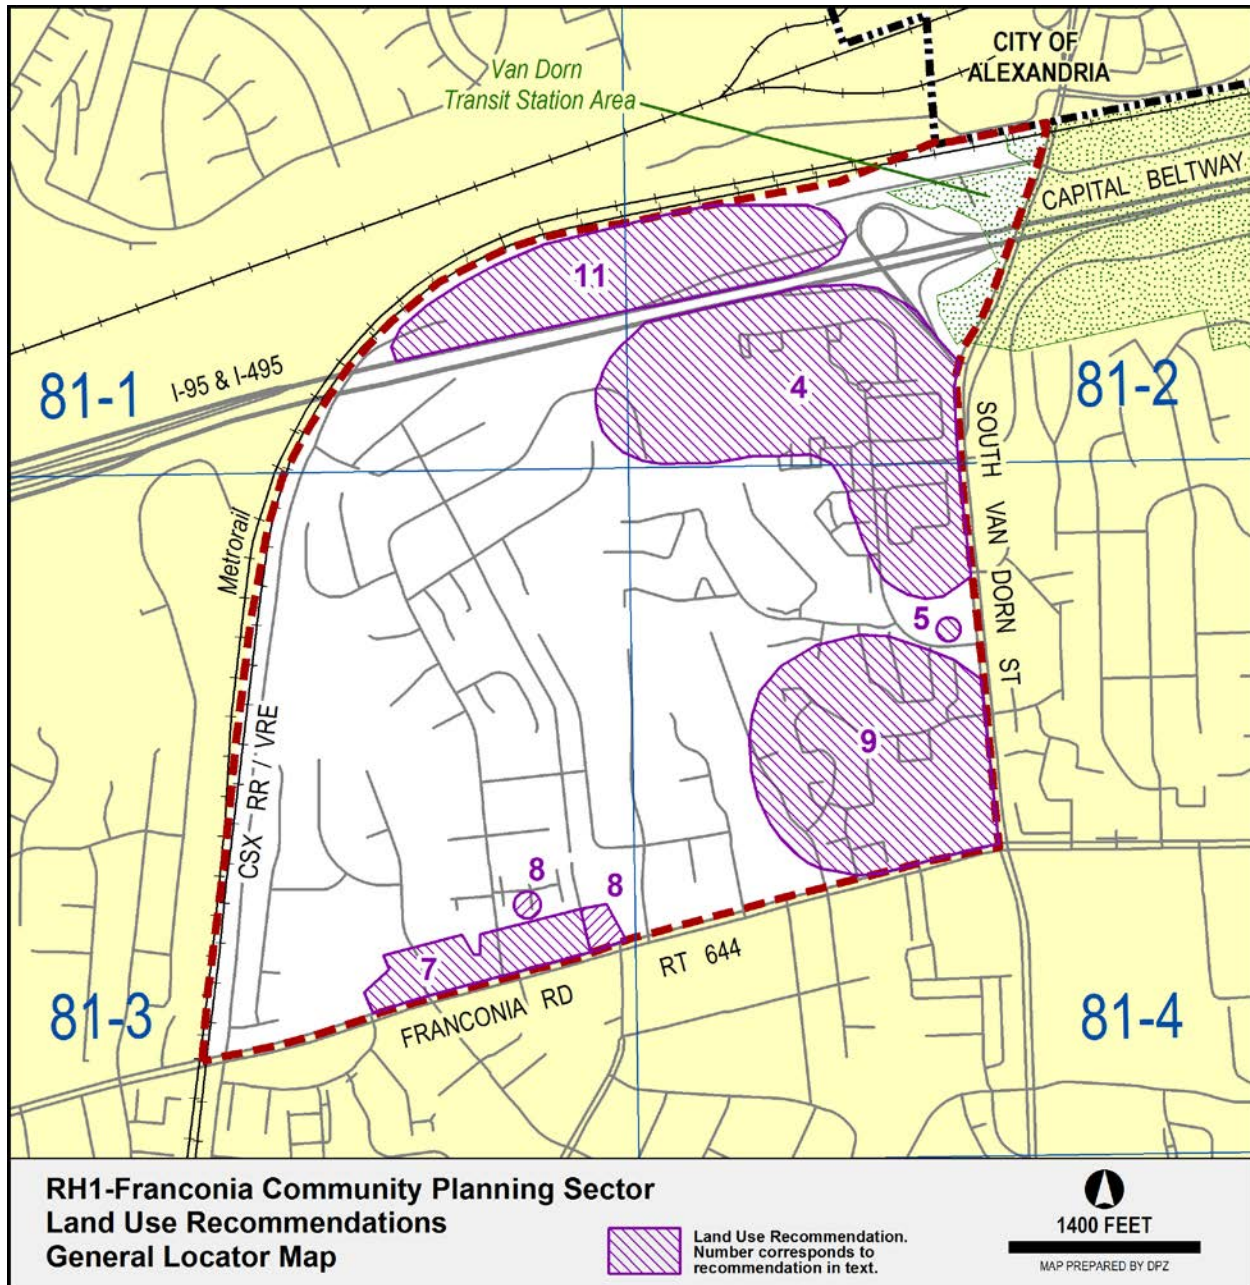 CITY OF
ALEXANDRIA
Van Dorn
Transit Station Area
CAPITAL BELTWAY
11
I-95 & I-495
81-1
4
81-2
SOUTH VAN DORN ST
Metrorail
5
9
CSX RR / VRE
8
8
7
RT 644
FRANCONIA RD
81-3
81-4
RH1-Franconia Community Planning Sector
Land Use Recommendations
General Locator Map
Land Use Recommendation.
Number corresponds to
recommendation in text.
1400 FEET
MAP PREPARED BY DPZ